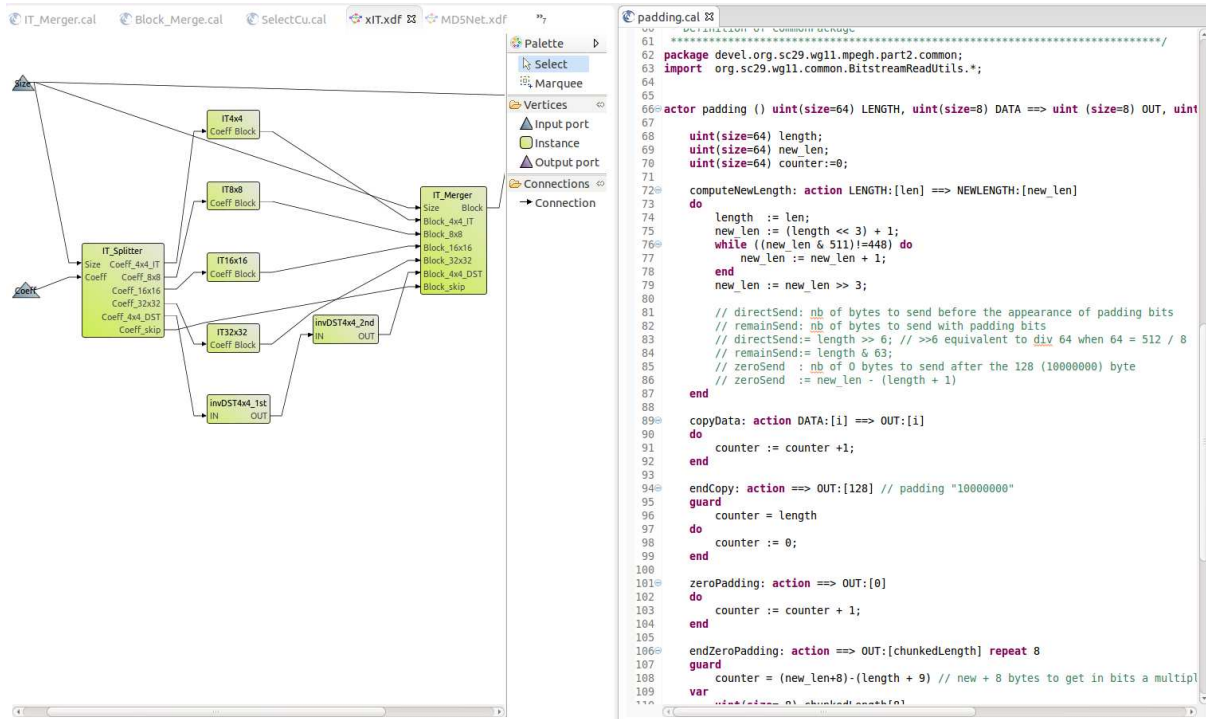 IT_Merger.cal Block_Merge.cal SelectCu.cal xIT.xdf MD5Net.xdf »7
Palette
Select
Marquee
Vertices
Input port
Instance
Output port
Connections
Connection
Size
Coeff
IT4x4
Coeff Block
IT8x8
Coeff Block
IT16x16
Coeff Block
IT32x32
Coeff Block
IT_Splitter
Size Coeff_4x4_IT
Coeff Coeff_8x8
Coeff_16x16
Coeff_32x32
Coeff_4x4_DST
Coeff_skip
invDST4x4_1st
IN OUT
invDST4x4_2nd
IN OUT
IT_Merger
Size Block
Block_4x4_IT
Block_8x8
Block_16x16
Block_32x32
Block_4x4_DST
Block_skip
padding.cal
60 Definition of CommonPackage
61 ***************************************************************************/
62 package devel.org.sc29.wg11.mpegh.part2.common;
63 import org.sc29.wg11.common.BitstreamReadUtils.*;
64
65
66 actor padding () uint(size=64) LENGTH, uint(size=8) DATA ==> uint (size=8) OUT, uint
67
68 uint(size=64) length;
69 uint(size=64) new_len;
70 uint(size=64) counter:=0;
71
72 computeNewLength: action LENGTH:[len] ==> NEWLENGTH:[new_len]
73 do
74 length := len;
75 new_len := (length << 3) + 1;
76 while ((new_len & 511)!=448) do
77 new_len := new_len + 1;
78 end
79 new_len := new_len >> 3;
80
81 // directSend: nb of bytes to send before the appearance of padding bits
82 // remainSend: nb of bytes to send with padding bits
83 // directSend:= length >> 6; // >>6 equivalent to div 64 when 64 = 512 / 8
84 // remainSend:= length & 63;
85 // zeroSend : nb of O bytes to send after the 128 (10000000) byte
86 // zeroSend := new_len - (length + 1)
87 end
88
89 copyData: action DATA:[i] ==> OUT:[i]
90 do
91 counter := counter +1;
92 end
93
94 endCopy: action ==> OUT:[128] // padding "10000000"
95 guard
96 counter = length
97 do
98 counter := 0;
99 end
100
101 zeroPadding: action ==> OUT:[0]
102 do
103 counter := counter + 1;
104 end
105
106 endZeroPadding: action ==> OUT:[chunkedLength] repeat 8
107 guard
108 counter = (new_len+8)-(length + 9) // new + 8 bytes to get in bits a multipl
109 var
110 uint(size= 8) chunkedLength[8]